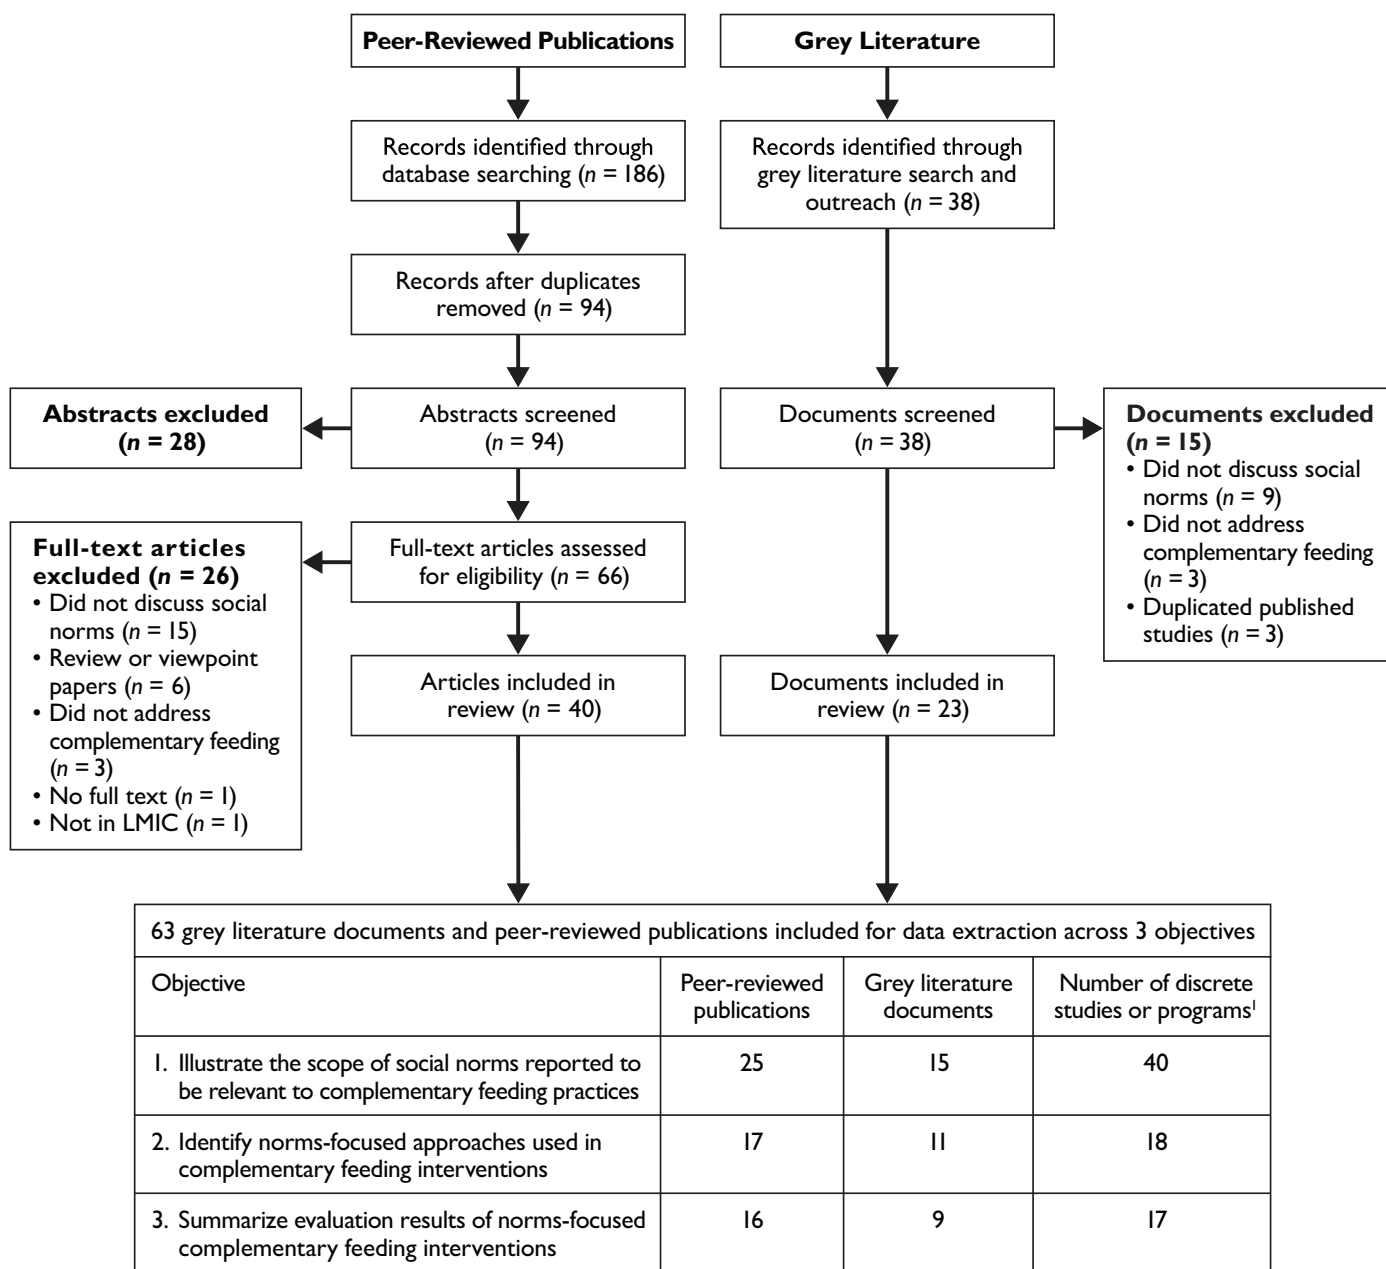 Peer-Reviewed Publications
Grey Literature
Records identified through
database searching (n = 186)
Records identified through
grey literature search and
outreach (n = 38)
Records after duplicates
removed (n = 94)
Abstracts excluded
(n = 28)
Abstracts screened
(n = 94)
Documents screened
(n = 38)
Documents excluded
(n = 15)
• Did not discuss social
norms (n = 9)
• Did not address
complementary feeding
(n = 3)
• Duplicated published
studies (n = 3)
Full-text articles
excluded (n = 26)
• Did not discuss social
norms (n = 15)
• Review or viewpoint
papers (n = 6)
• Did not address
complementary feeding
(n = 3)
• No full text (n = 1)
• Not in LMIC (n = 1)
Full-text articles assessed
for eligibility (n = 66)
Articles included in
review (n = 40)
Documents included in
review (n = 23)
63 grey literature documents and peer-reviewed publications included for data extraction across 3 objectives
Objective
Peer-reviewed
publications
Grey literature
documents
Number of discrete
studies or programs¹
1. Illustrate the scope of social norms reported to
be relevant to complementary feeding practices
25
15
40
2. Identify norms-focused approaches used in
complementary feeding interventions
17
11
18
3. Summarize evaluation results of norms-focused
complementary feeding interventions
16
9
17